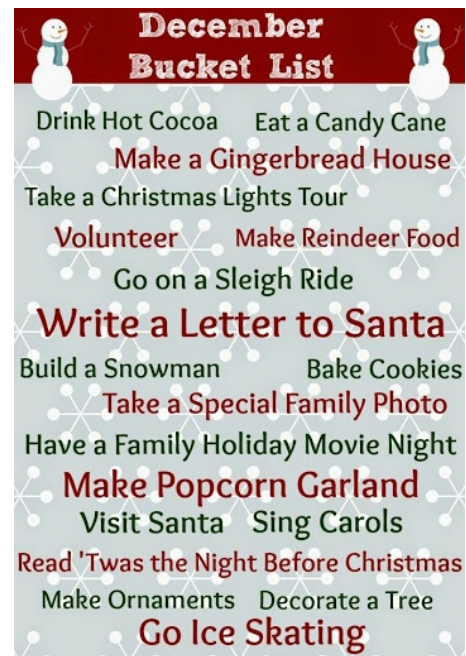 December
Bucket List
Drink Hot Cocoa Eat a Candy Cane
Make a Gingerbread House
Take a Christmas Lights Tour
Volunteer Make Reindeer Food
Go on a Sleigh Ride
Write a Letter to Santa
Build a Snowman Bake Cookies
Take a Special Family Photo
Have a Family Holiday Movie Night
Make Popcorn Garland
Visit Santa Sing Carols
Read 'Twas the Night Before Christmas
Make Ornaments Decorate a Tree
Go Ice Skating